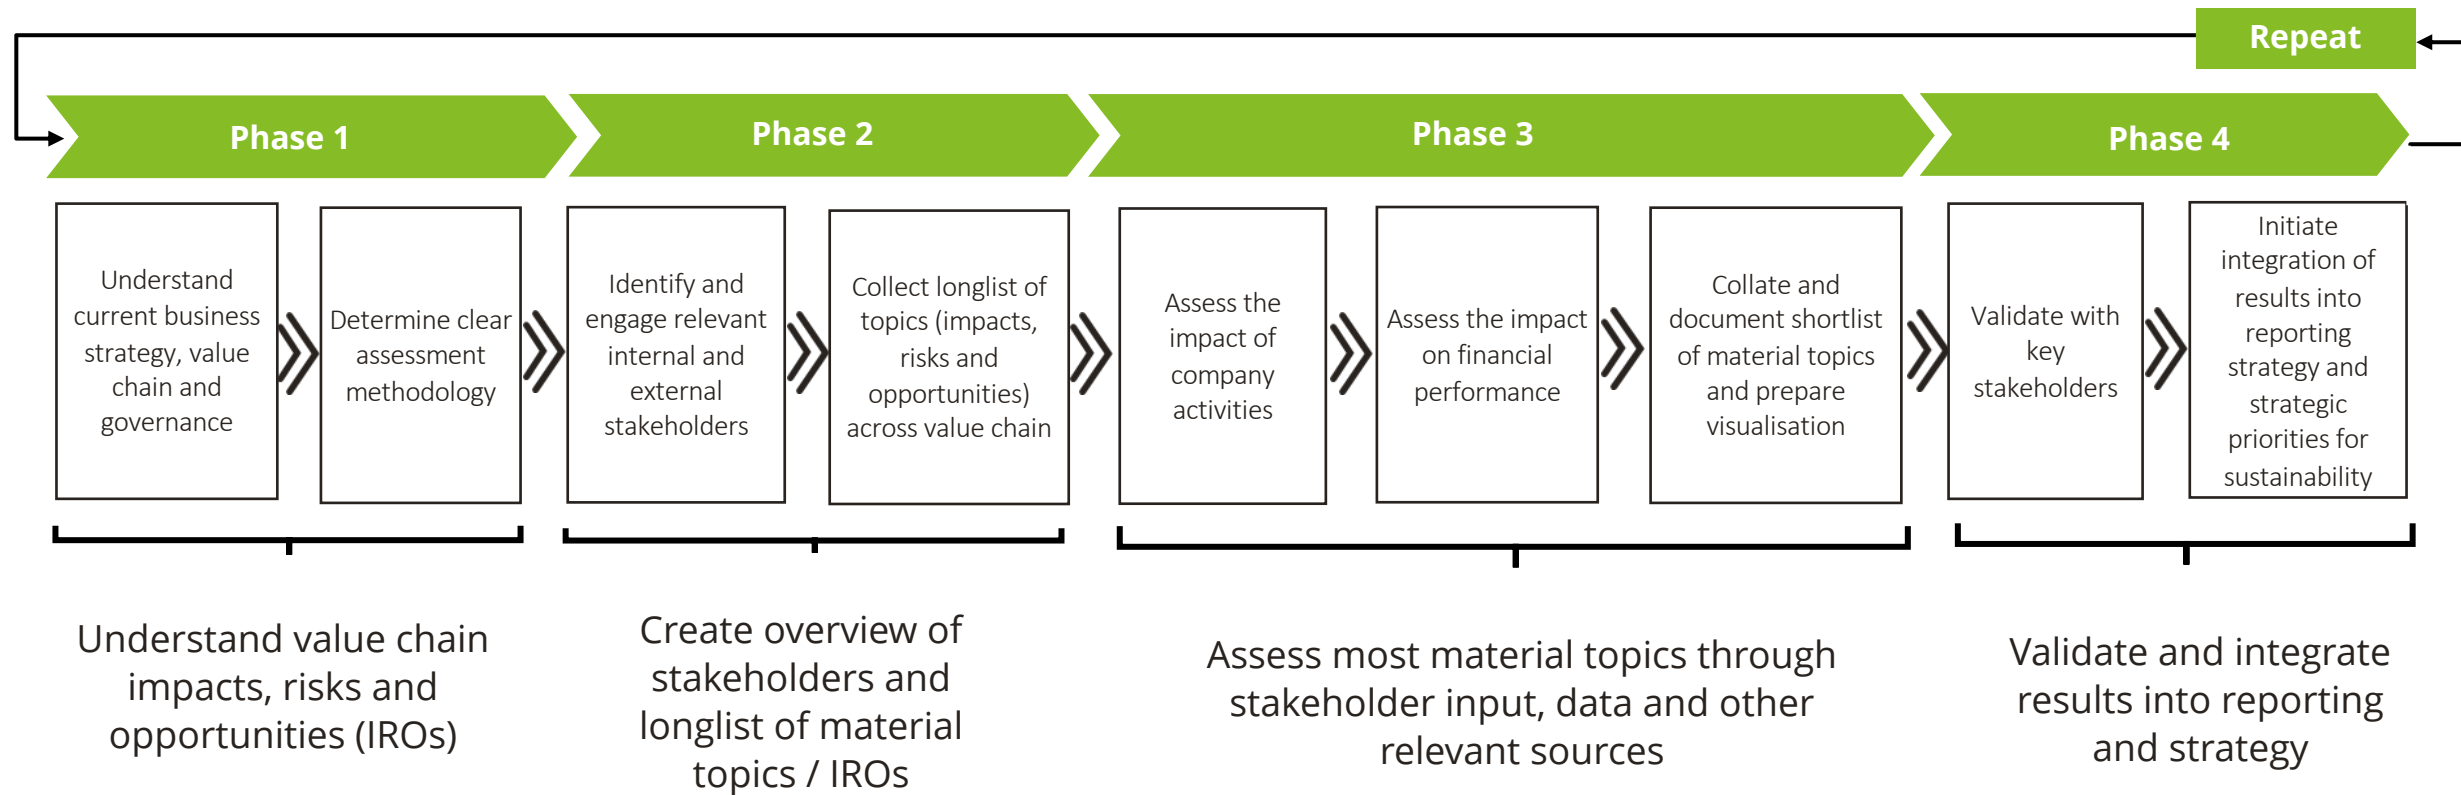 Repeat
Phase 1
Phase 2
Phase 3
Phase 4
Understand
current business
strategy, value
chain and
governance
Determine clear
assessment
methodology
Identify and
engage relevant
internal and
external
stakeholders
Collect longlist of
topics (impacts,
risks and
opportunities)
across value chain
Assess the
impact of
company
activities
Assess the impact
on financial
performance
Collate and
document shortlist
of material topics
and prepare
visualisation
Validate with
key
stakeholders
Initiate
integration of
results into
reporting
strategy and
strategic
priorities for
sustainability
Understand value chain
impacts, risks and
opportunities (IROs)
Create overview of
stakeholders and
longlist of material
topics / IROs
Assess most material topics through
stakeholder input, data and other
relevant sources
Validate and integrate
results into reporting
and strategy